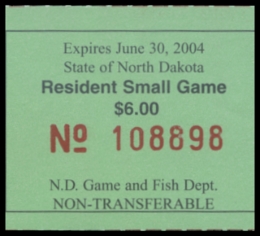 Expires June 30, 2004
State of North Dakota
Resident Small Game
$6.00
No 108898
N.D. Game and Fish Dept.
NON-TRANSFERABLE